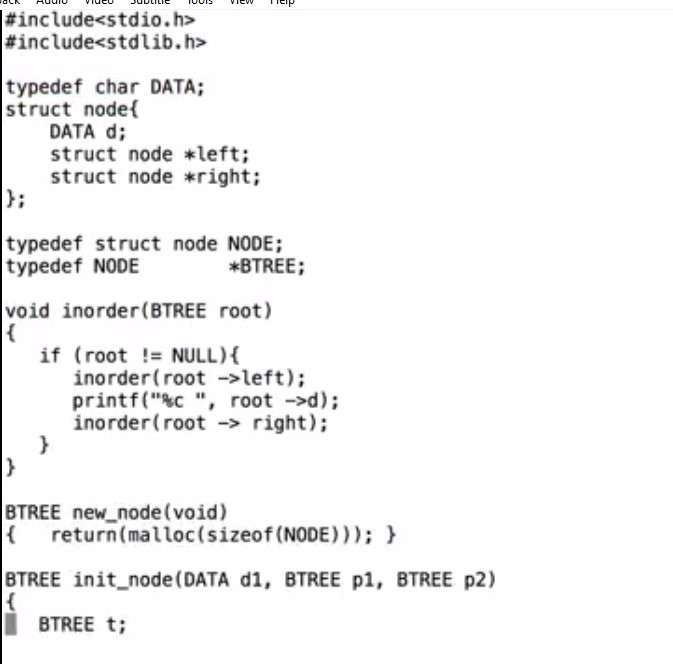 Audio Video Subtitle Tools View Help
#include<stdio.h>
#include<stdlib.h>

typedef char DATA;
struct node{
    DATA d;
    struct node *left;
    struct node *right;
};

typedef struct node NODE;
typedef NODE        *BTREE;

void inorder(BTREE root)
{
   if (root != NULL){
      inorder(root ->left);
      printf("%c ", root ->d);
      inorder(root -> right);
   }
}

BTREE new_node(void)
{   return(malloc(sizeof(NODE))); }

BTREE init_node(DATA d1, BTREE p1, BTREE p2)
{
   BTREE t;